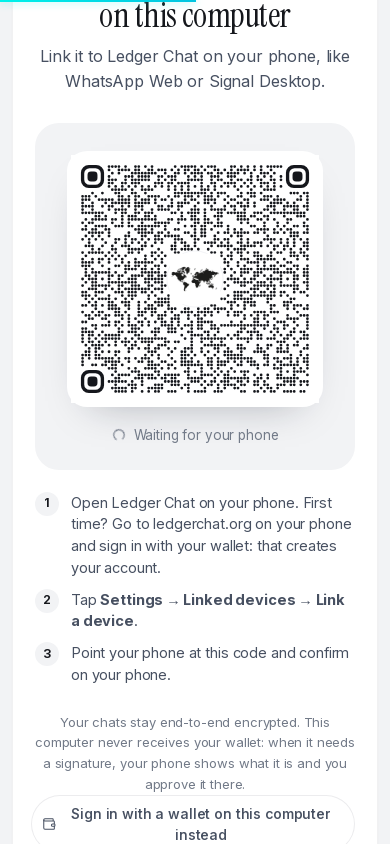 on this computer
Link it to Ledger Chat on your phone, like
WhatsApp Web or Signal Desktop.
Waiting for your phone
1 Open Ledger Chat on your phone. First
time? Go to ledgerchat.org on your phone
and sign in with your wallet: that creates
your account.
2 Tap Settings → Linked devices → Link
a device.
3 Point your phone at this code and confirm
on your phone.
Your chats stay end-to-end encrypted. This
computer never receives your wallet: when it needs
a signature, your phone shows what it is and you
approve it there.
Sign in with a wallet on this computer
instead